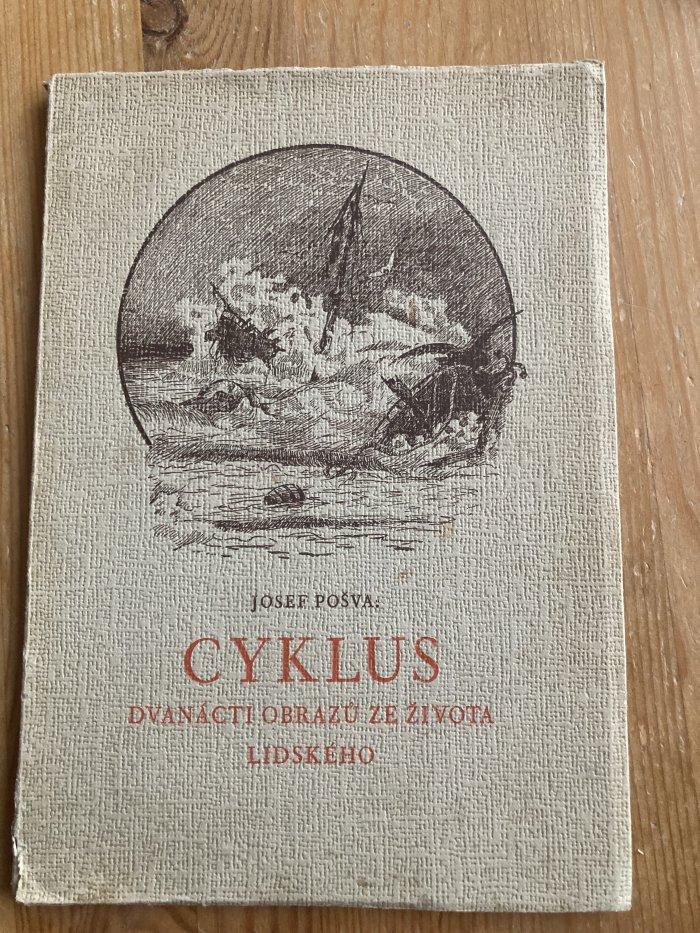 JOSEF POŠVA:
CYKLUS
DVANÁCTI OBRAZŮ ZE ŽIVOTA
LIDSKÉHO